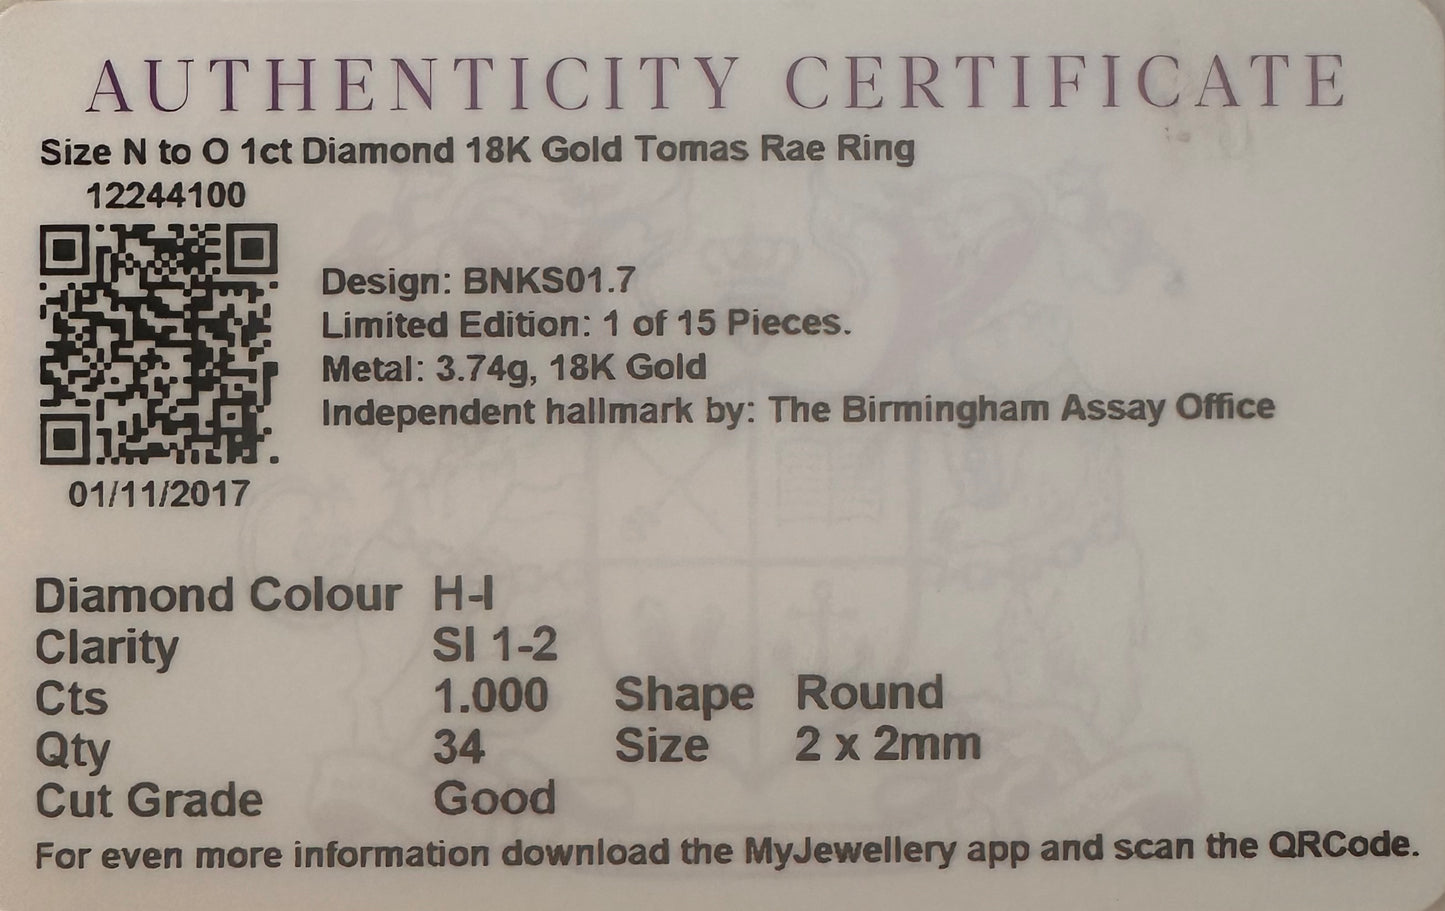 AUTHENTICITY CERTIFICATE
Size N to O 1ct Diamond 18K Gold Tomas Rae Ring
12244100
Design: BNKS01.7
Limited Edition: 1 of 15 Pieces.
Metal: 3.74g, 18K Gold
Independent hallmark by: The Birmingham Assay Office
01/11/2017
Diamond Colour H-I
Clarity SI 1-2
Cts 1.000 Shape Round
Qty 34 Size 2 x 2mm
Cut Grade Good
For even more information download the MyJewellery app and scan the QRCode.